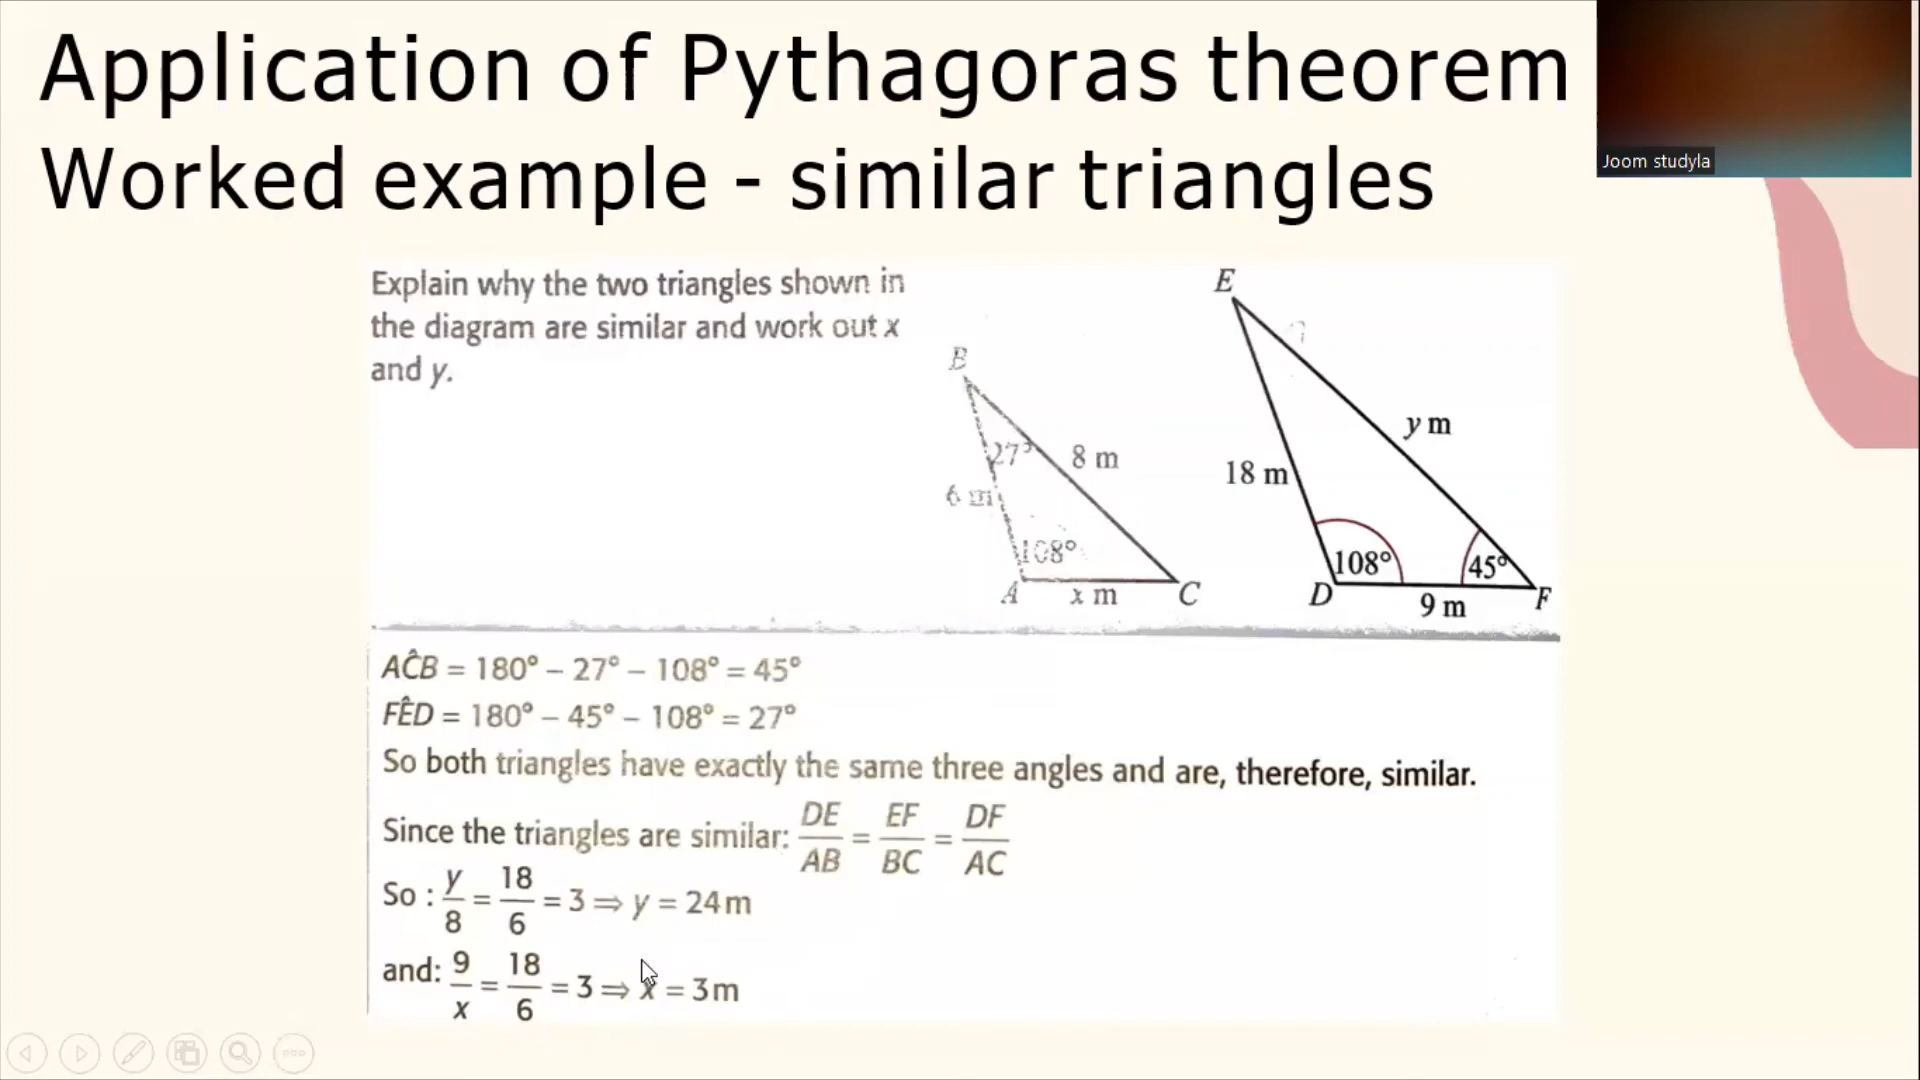 Application of Pythagoras theorem
Worked example - similar triangles
Joom studyla
Explain why the two triangles shown in
the diagram are similar and work out x
and y.
B
27°
8 m
6 m
108°
A
x m
C
E
y m
18 m
108°
45°
D
9 m
F
AĈB = 180° – 27° – 108° = 45°
FÊD = 180° – 45° – 108° = 27°
So both triangles have exactly the same three angles and are, therefore, similar.
Since the triangles are similar: DE/AB = EF/BC = DF/AC
So : y/8 = 18/6 = 3 ⇒ y = 24 m
and: 9/x = 18/6 = 3 ⇒ x = 3 m